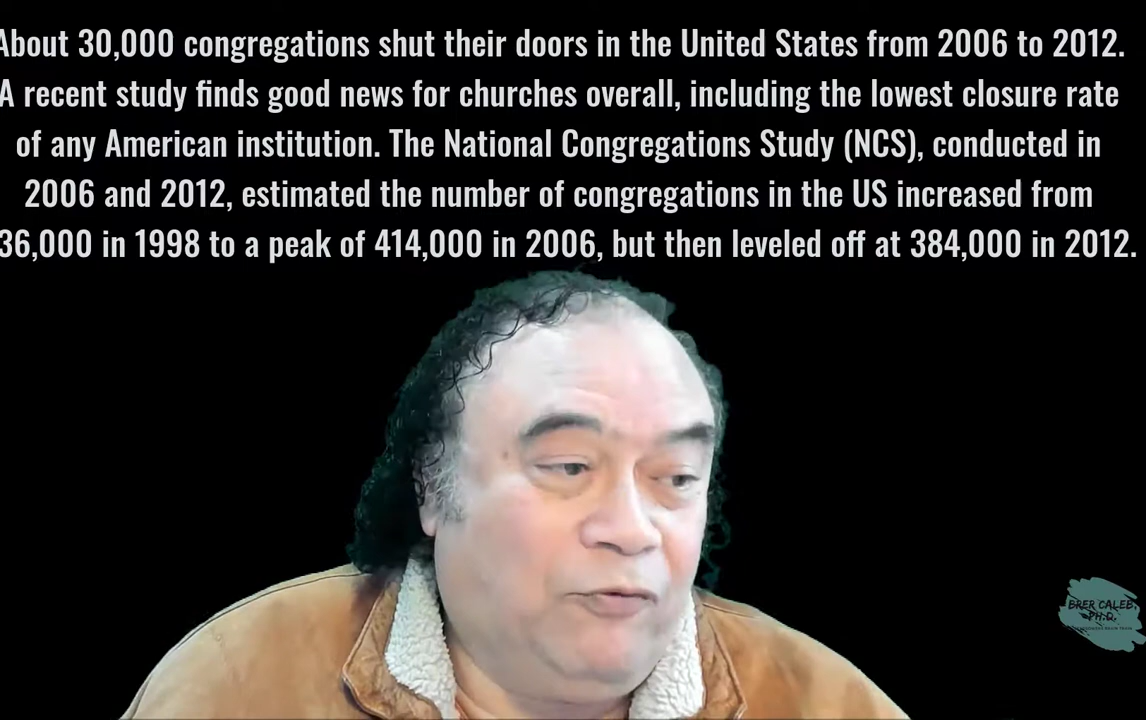 About 30,000 congregations shut their doors in the United States from 2006 to 2012.
A recent study finds good news for churches overall, including the lowest closure rate
of any American institution. The National Congregations Study (NCS), conducted in
2006 and 2012, estimated the number of congregations in the US increased from
36,000 in 1998 to a peak of 414,000 in 2006, but then leveled off at 384,000 in 2012.
BRER CALEB,
PH.D.